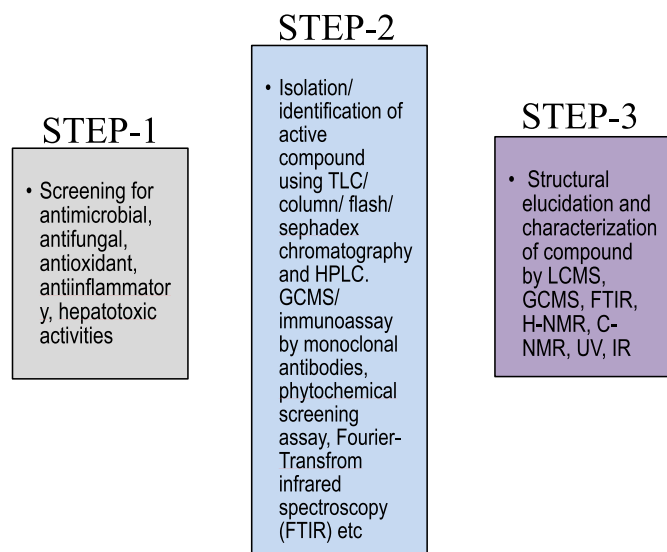 STEP-1
• Screening for
antimicrobial,
antifungal,
antioxidant,
antiinflammator
y, hepatotoxic
activities
STEP-2
• Isolation/
identification of
active
compound
using TLC/
column/ flash/
sephadex
chromatography
and HPLC.
GCMS/
immunoassay
by monoclonal
antibodies,
phytochemical
screening
assay, Fourier-
Transfrom
infrared
spectroscopy
(FTIR) etc
STEP-3
• Structural
elucidation and
characterization
of compound
by LCMS,
GCMS, FTIR,
H-NMR, C-
NMR, UV, IR